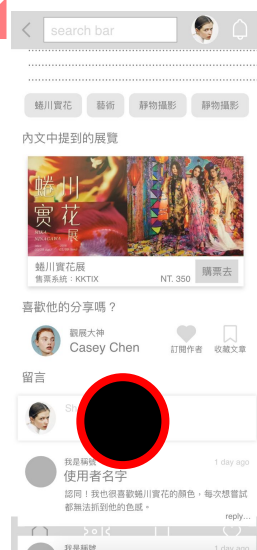 search bar
蜷川實花
藝術
靜物攝影
靜物攝影
內文中提到的展覽
蜷川
實花
展
蜷川實花展
售票系統：KKTIX
NT. 350
購票去
喜歡他的分享嗎？
觀展大神
Casey Chen
訂閱作者
收藏文章
留言
我是稱號
1 day ago
使用者名字
認同！我也很喜歡蜷川實花的顏色，每次想嘗試
都無法抓到他的色感。
reply...
我是稱號
1 day ago